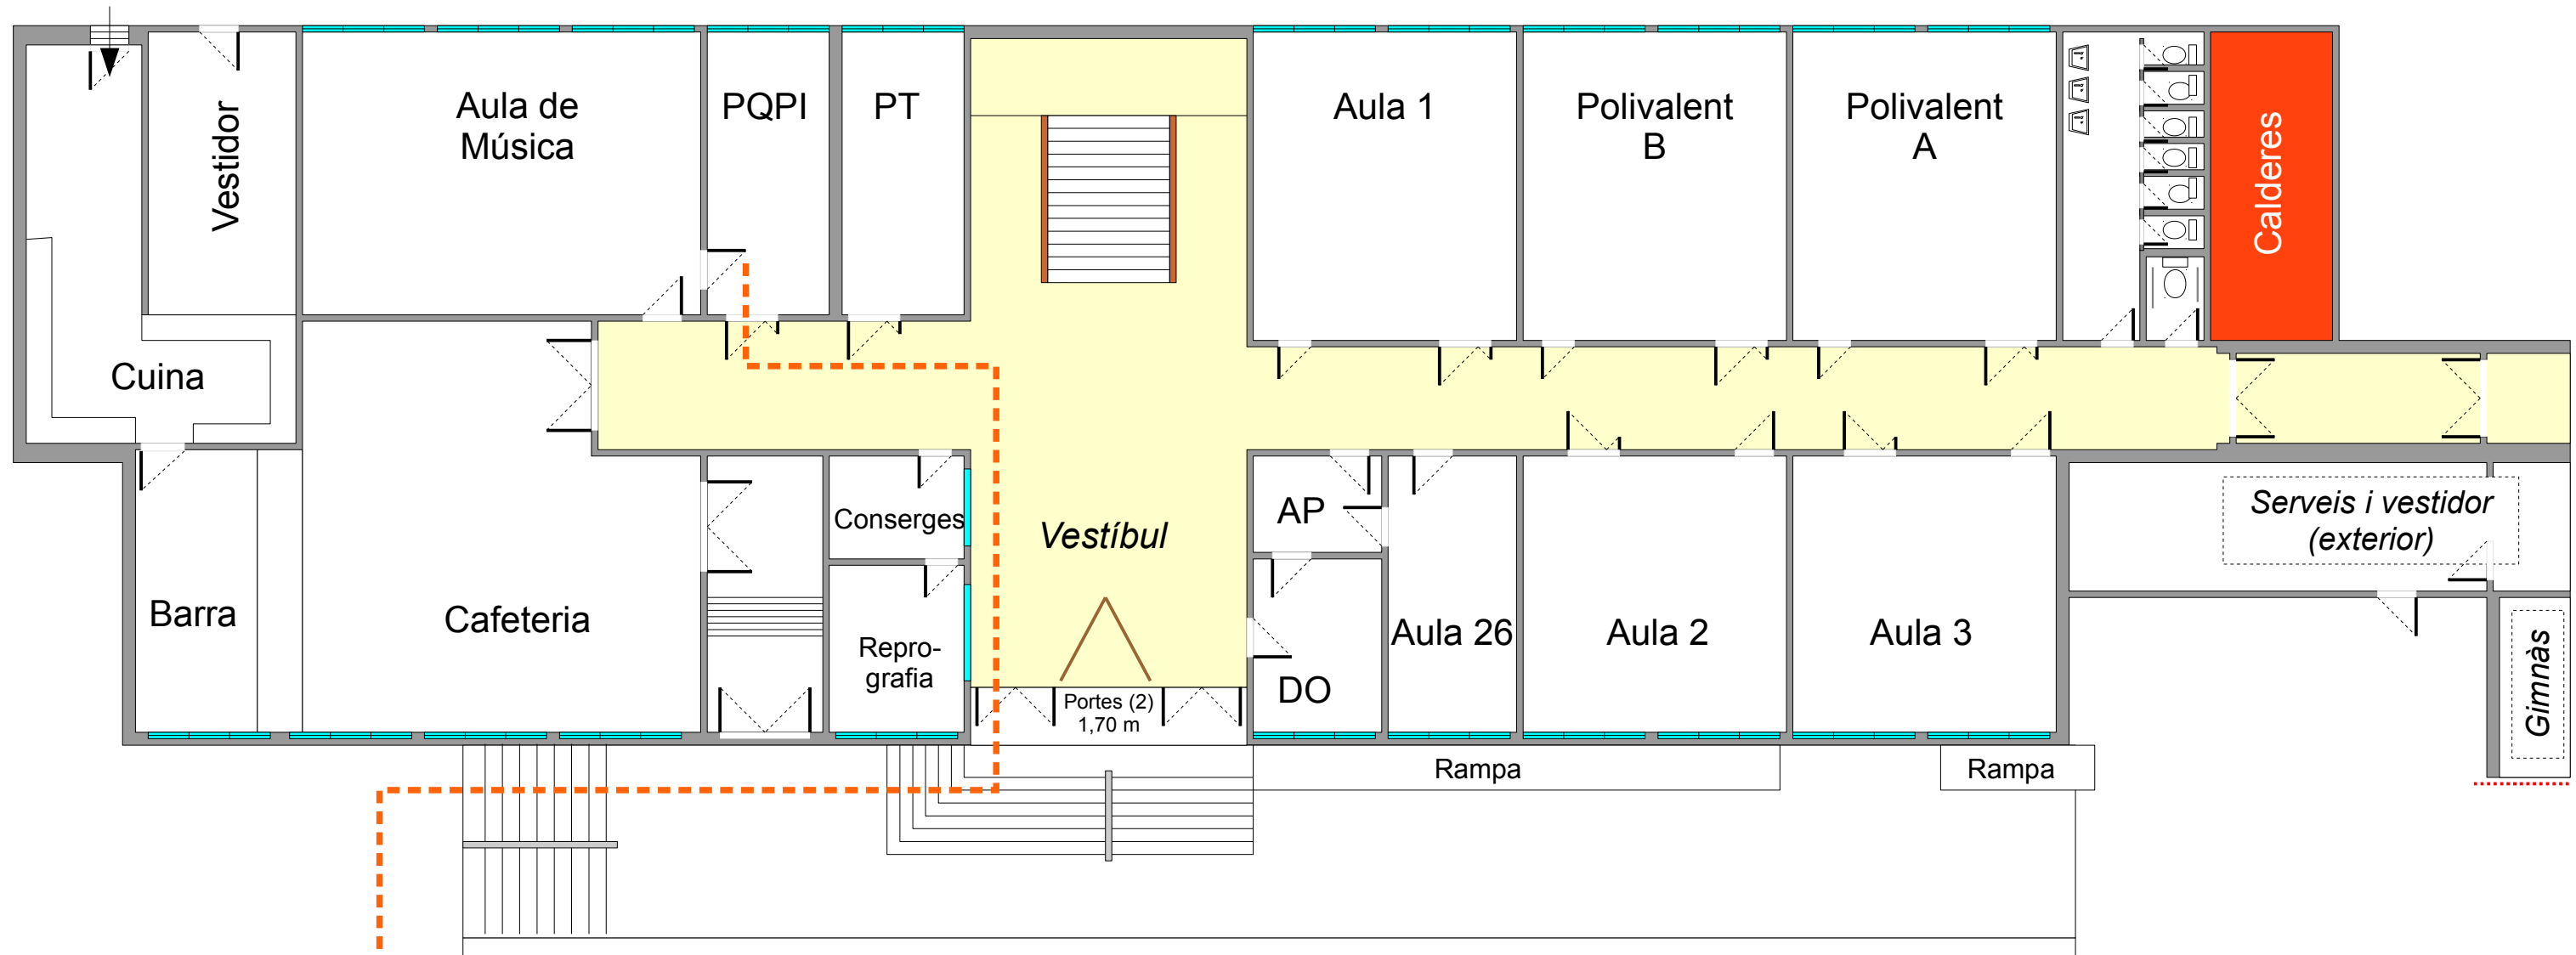 Vestidor
Aula de
Música
PQPI
PT
Aula 1
Polivalent
B
Polivalent
A
Calderes
Cuina
Barra
Cafeteria
Conserges
Repro-
grafia
Vestíbul
Portes (2)
1,70 m
AP
DO
Aula 26
Aula 2
Aula 3
Serveis i vestidor
(exterior)
Gimnàs
Rampa
Rampa